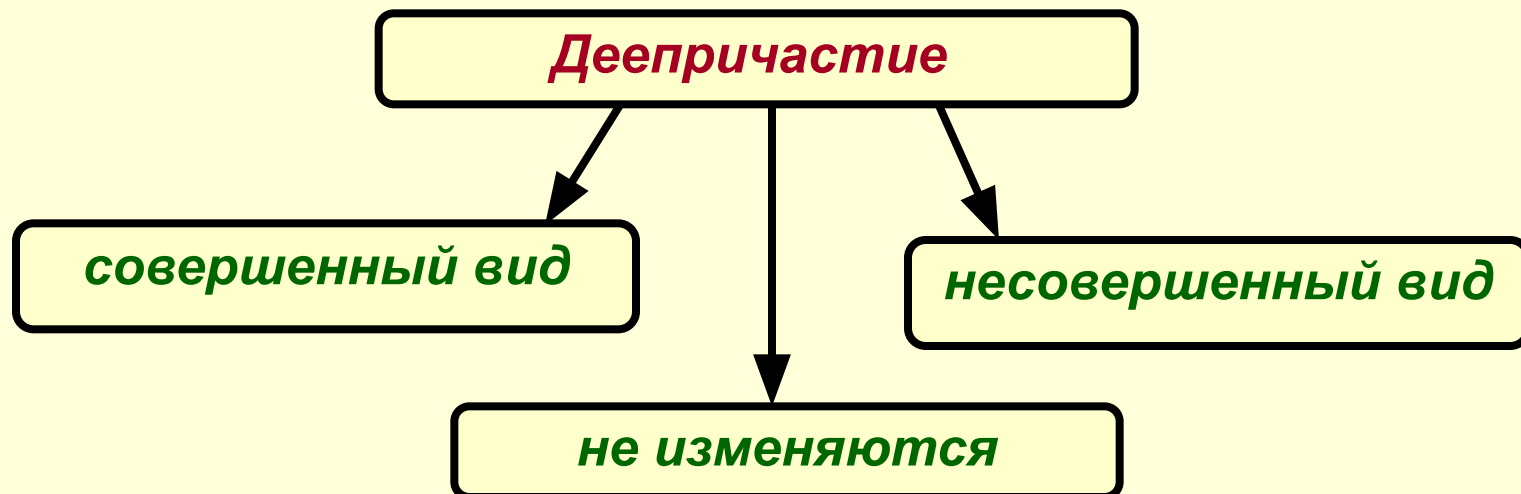 Деепричастие
совершенный вид
несовершенный вид
не изменяются